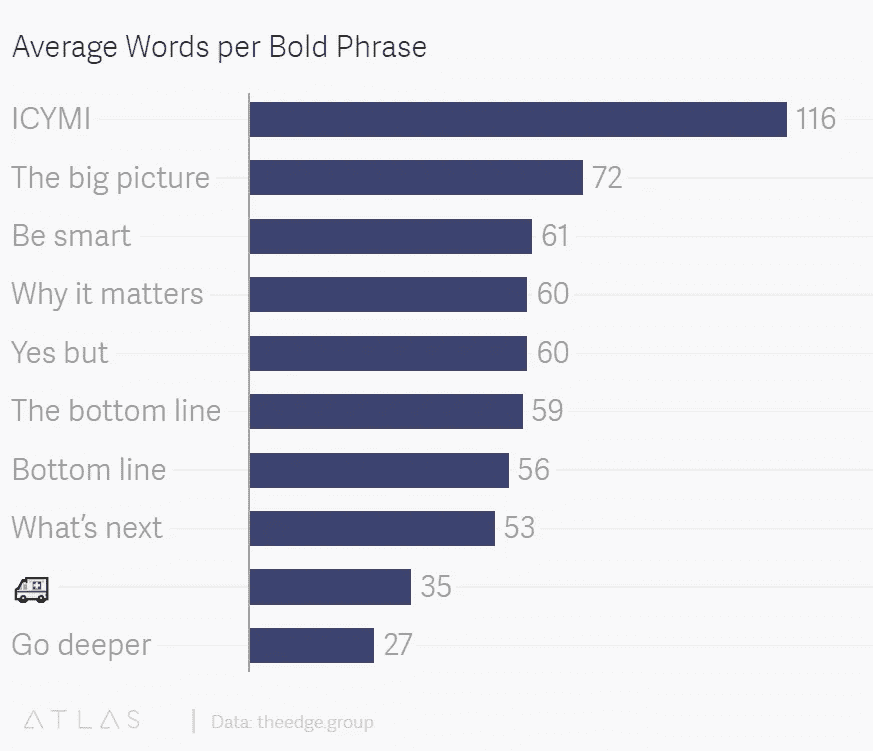 Average Words per Bold Phrase
ICYMI 116
The big picture 72
Be smart 61
Why it matters 60
Yes but 60
The bottom line 59
Bottom line 56
What's next 53
35
Go deeper 27
ATLAS | Data: theedge.group